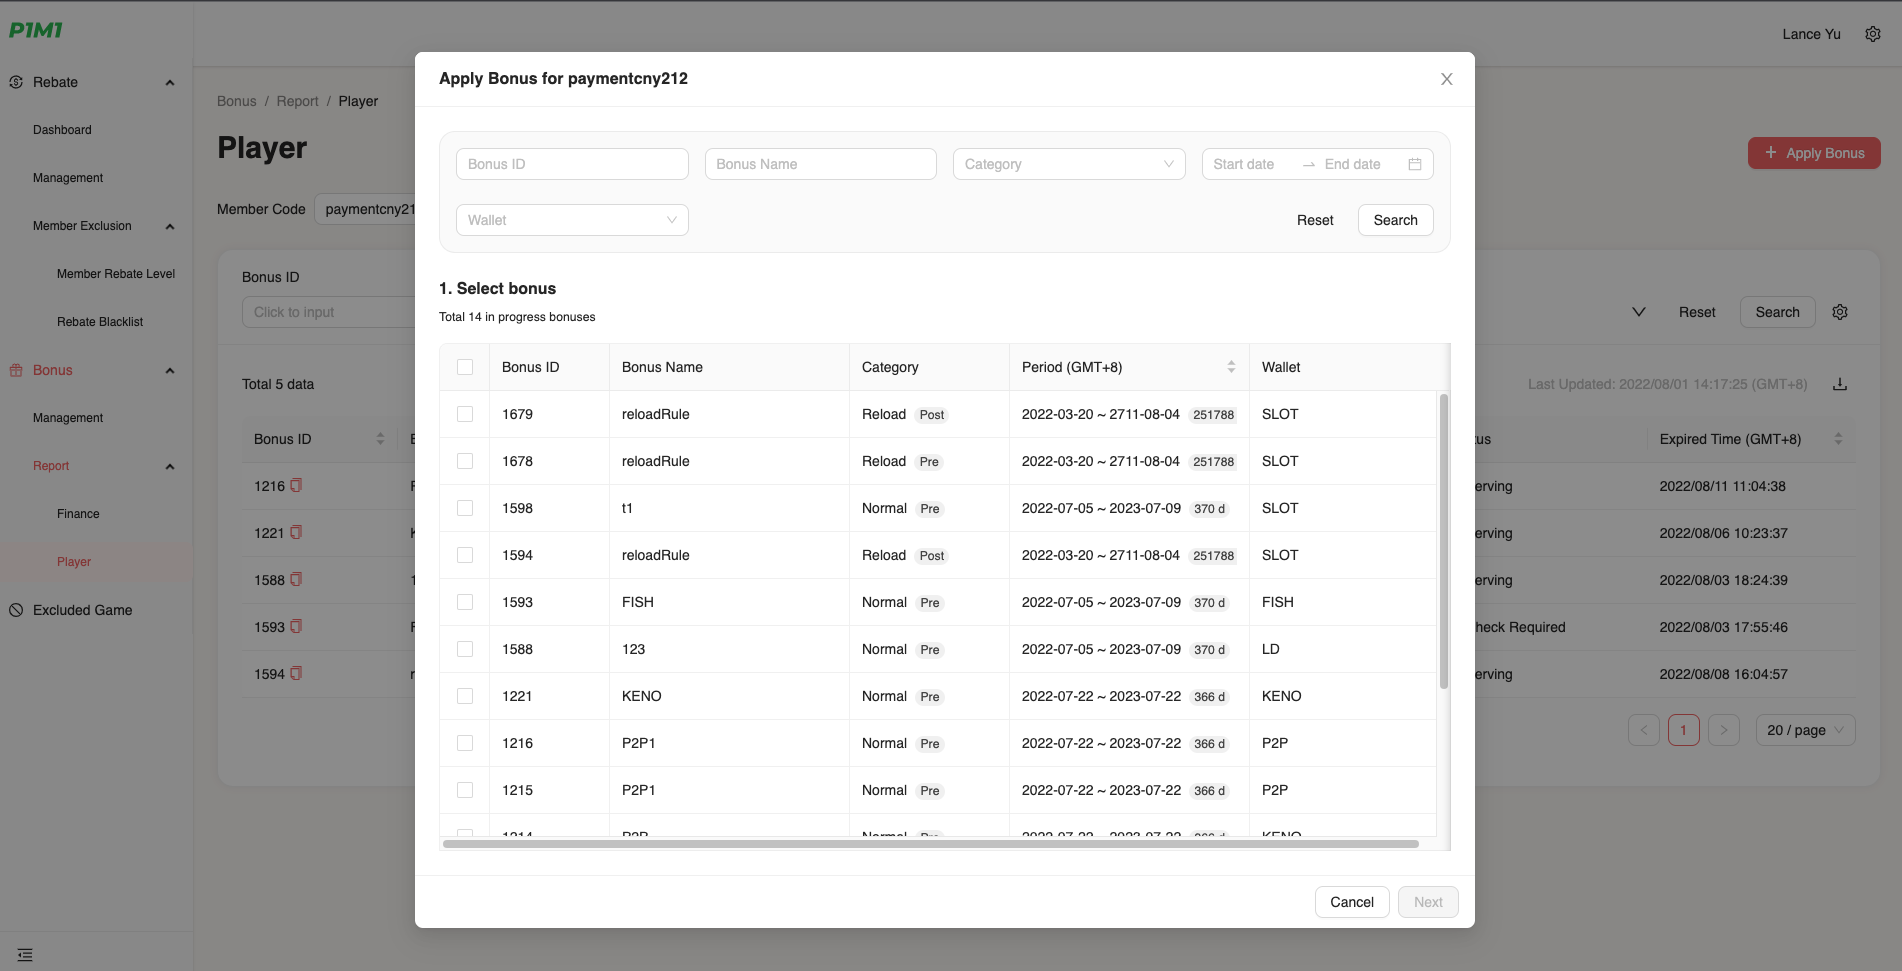 P1M1
Lance Yu
Rebate
Dashboard
Management
Member Exclusion
Member Rebate Level
Rebate Blacklist
Bonus
Management
Report
Finance
Player
Excluded Game
Bonus / Report / Player
Player
+ Apply Bonus
Member Code paymentcny21
Bonus ID
Click to input
Reset Search
Total 5 data
Last Updated: 2022/08/01 14:17:25 (GMT+8)
Bonus ID
Expired Time (GMT+8)
1216 erving 2022/08/11 11:04:38
1221 erving 2022/08/06 10:23:37
1588 erving 2022/08/03 18:24:39
1593 heck Required 2022/08/03 17:55:46
1594 erving 2022/08/08 16:04:57
1 20 / page
Apply Bonus for paymentcny212
Bonus ID Bonus Name Category Start date → End date
Wallet Reset Search
1. Select bonus
Total 14 in progress bonuses
Bonus ID Bonus Name Category Period (GMT+8) Wallet
1679 reloadRule Reload Post 2022-03-20 ~ 2711-08-04 251788 SLOT
1678 reloadRule Reload Pre 2022-03-20 ~ 2711-08-04 251788 SLOT
1598 t1 Normal Pre 2022-07-05 ~ 2023-07-09 370 d SLOT
1594 reloadRule Reload Post 2022-03-20 ~ 2711-08-04 251788 SLOT
1593 FISH Normal Pre 2022-07-05 ~ 2023-07-09 370 d FISH
1588 123 Normal Pre 2022-07-05 ~ 2023-07-09 370 d LD
1221 KENO Normal Pre 2022-07-22 ~ 2023-07-22 366 d KENO
1216 P2P1 Normal Pre 2022-07-22 ~ 2023-07-22 366 d P2P
1215 P2P1 Normal Pre 2022-07-22 ~ 2023-07-22 366 d P2P
1214 P2P Normal Pre 2022-07-22 ~ 2023-07-22 366 d KENO
Cancel Next